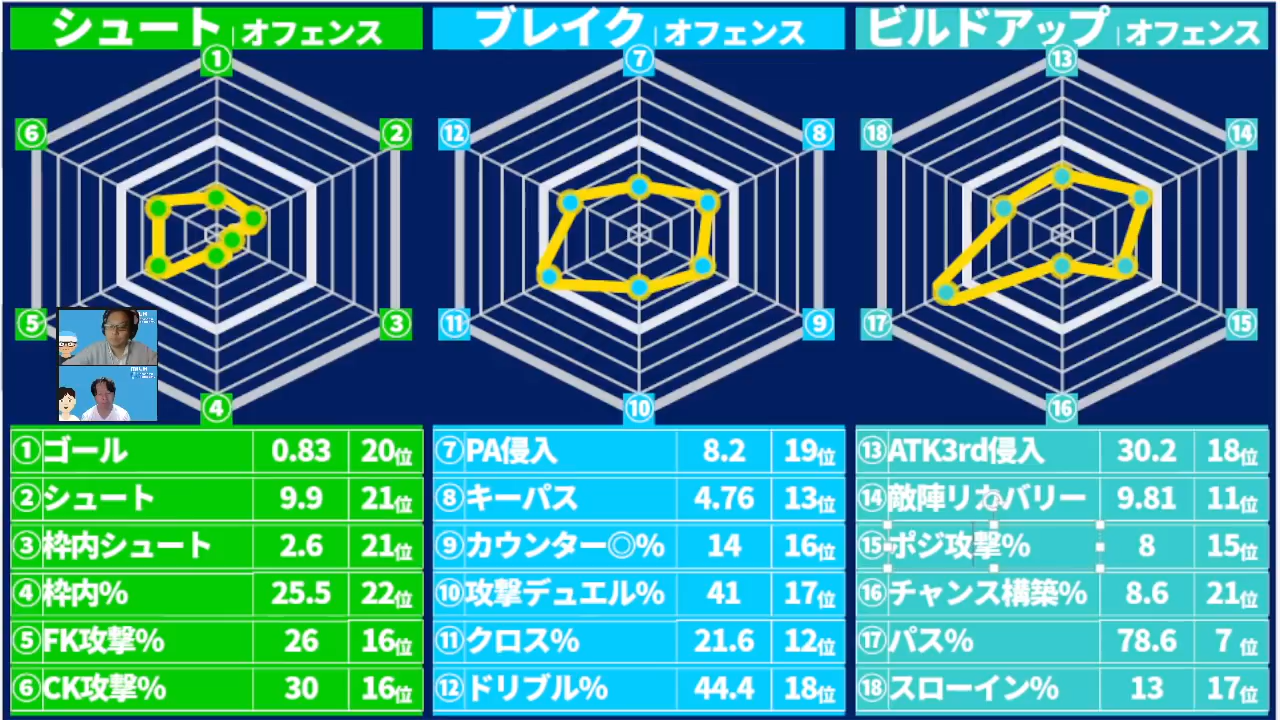 シュート | オフェンス
① ② ③ ④ ⑤ ⑥
①ゴール 0.83 20位
②シュート 9.9 21位
③枠内シュート 2.6 21位
④枠内% 25.5 22位
⑤FK攻撃% 26 16位
⑥CK攻撃% 30 16位
ブレイク | オフェンス
⑦ ⑧ ⑨ ⑩ ⑪ ⑫
⑦PA侵入 8.2 19位
⑧キーパス 4.76 13位
⑨カウンター◎% 14 16位
⑩攻撃デュエル% 41 17位
⑪クロス% 21.6 12位
⑫ドリブル% 44.4 18位
ビルドアップ | オフェンス
⑬ ⑭ ⑮ ⑯ ⑰ ⑱
⑬ATK3rd侵入 30.2 18位
⑭敵陣リカバリー 9.81 11位
⑮ポジ攻撃% 8 15位
⑯チャンス構築% 8.6 21位
⑰パス% 78.6 7位
⑱スローイン% 13 17位